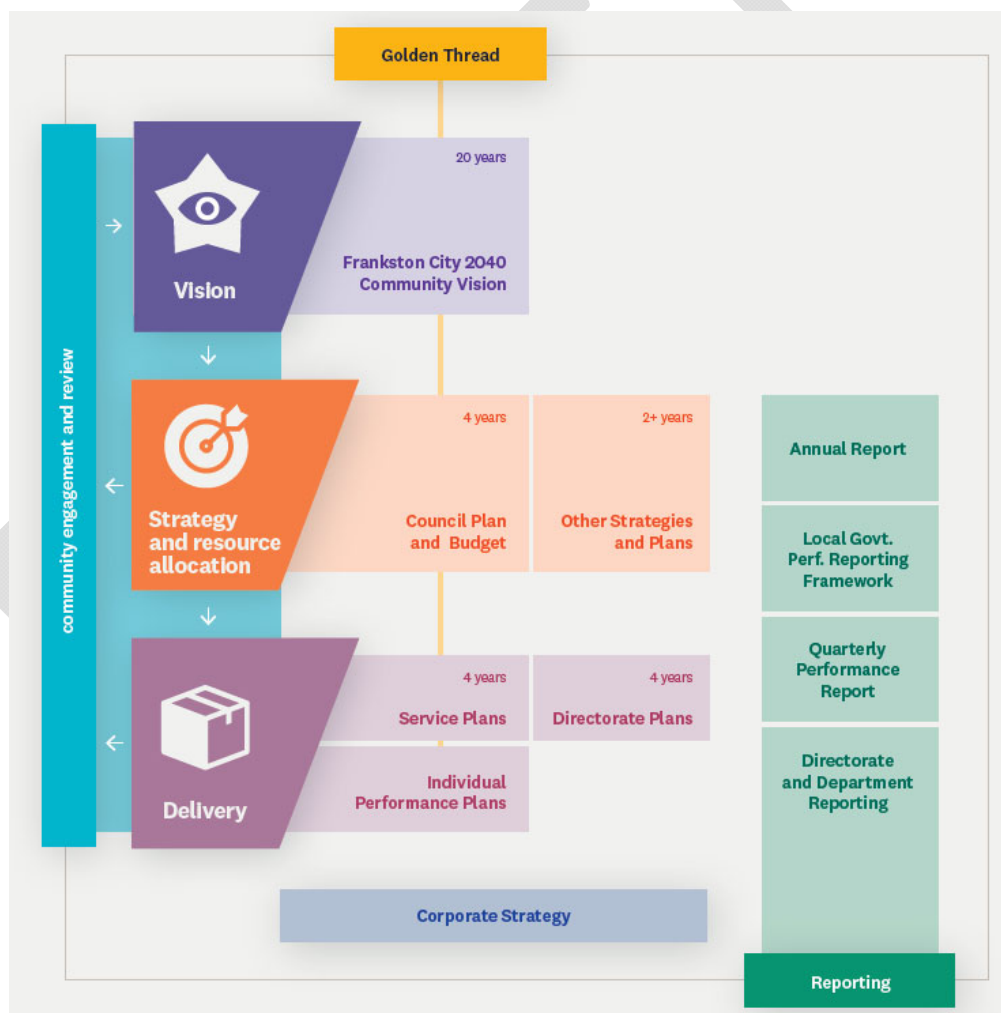 Golden Thread
community engagement and review
Vision
20 years
Frankston City 2040
Community Vision
Strategy
and resource
allocation
4 years
Council Plan
and Budget
2+ years
Other Strategies
and Plans
Delivery
4 years
Service Plans
4 years
Directorate Plans
Individual
Performance Plans
Corporate Strategy
Annual Report
Local Govt.
Perf. Reporting
Framework
Quarterly
Performance
Report
Directorate
and Department
Reporting
Reporting